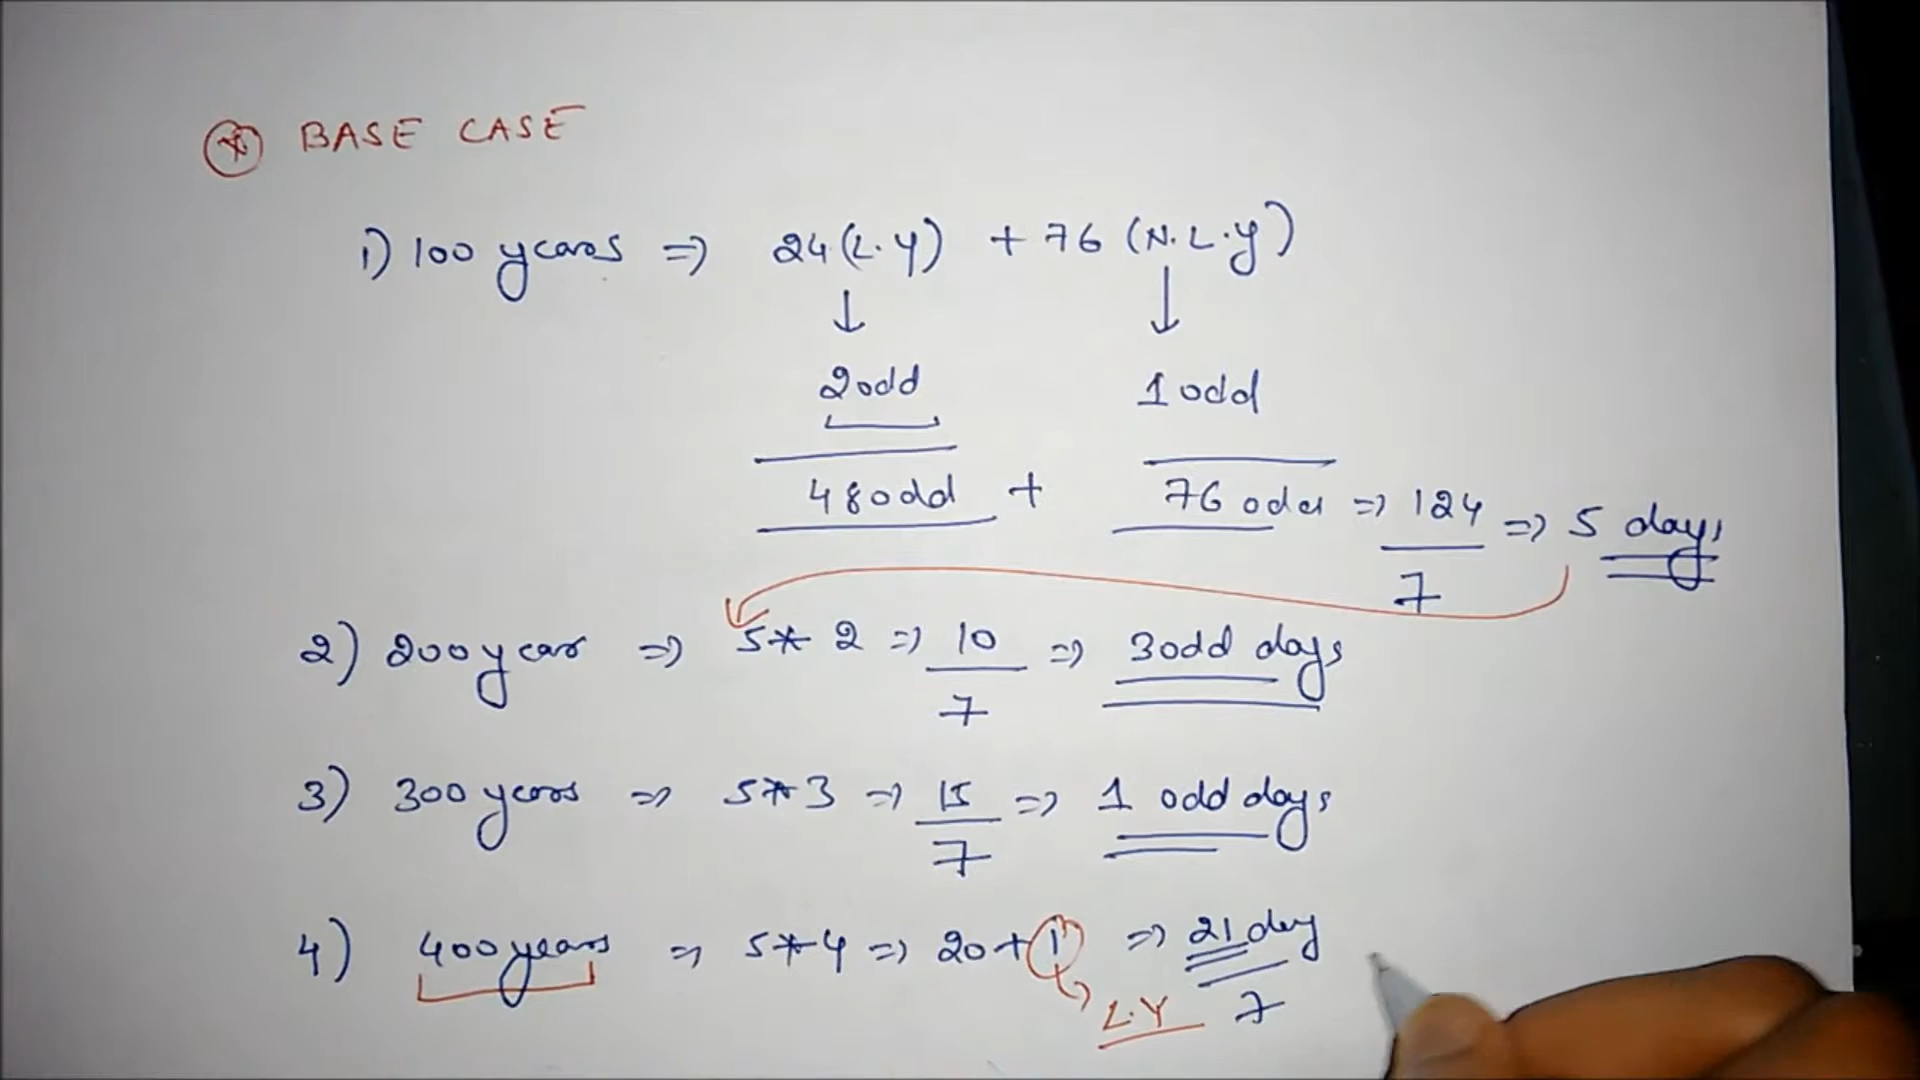 * BASE CASE
1) 100 years => 24 (L.Y) + 76 (N.L.Y)
↓ ↓
2 odd 1 odd
48 odd + 76 odd => 124/7 => 5 days
2) 200 year => 5 * 2 => 10/7 => 3 odd days
3) 300 years => 5 * 3 => 15/7 => 1 odd days
4) 400 years => 5 * 4 => 20 + 1 => 21 day/7
L.Y